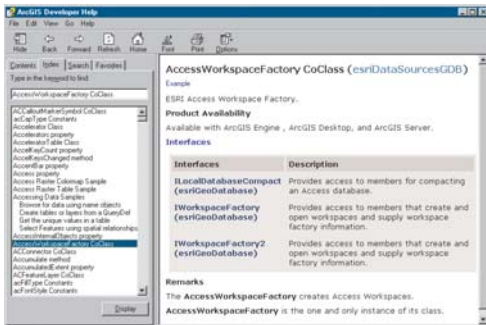 ArcGIS Developer Help
File Edit View Go Help
Hide Back Forward Refresh Home Font Print Options
Contents Index Search Favorites
Type in the keyword to find:
AccessWorkspaceFactory CoClass
ACCalloutMarkerSymbol CoClass
acCapType Constants
Accelerator Class
Accelerators property
AcceleratorTable Class
AccelKeyCount property
AccelKeysChanged method
AccentBar property
Access property
Access Raster Colormap Sample
Access Raster Table Sample
Accessing Data Samples
Browse for data using name objects
Create tables or layers from a QueryDef
Get the unique values in a table
Select Features using spatial relationships
AccessInternalObjects property
AccessWorkspaceFactory CoClass
ACConnector CoClass
Accumulate method
AccumulatedExtent property
ACFeatureLayer CoClass
acFillType Constants
acFontStyle Constants
Display
AccessWorkspaceFactory CoClass (esriDataSourcesGDB)
Example
ESRI Access Workspace Factory.
Product Availability
Available with ArcGIS Engine , ArcGIS Desktop, and ArcGIS Server.
Interfaces
Interfaces Description
ILocalDatabaseCompact Provides access to members for compacting
(esriGeoDatabase) an Access database.
IWorkspaceFactory Provides access to members that create and
(esriGeoDatabase) open workspaces and supply workspace
factory information.
IWorkspaceFactory2 Provides access to members that create and
(esriGeoDatabase) open workspaces and supply workspace
factory information.
Remarks
The AccessWorkspaceFactory creates Access Workspaces.
AccessWorkspaceFactory is the one and only instance of its class.